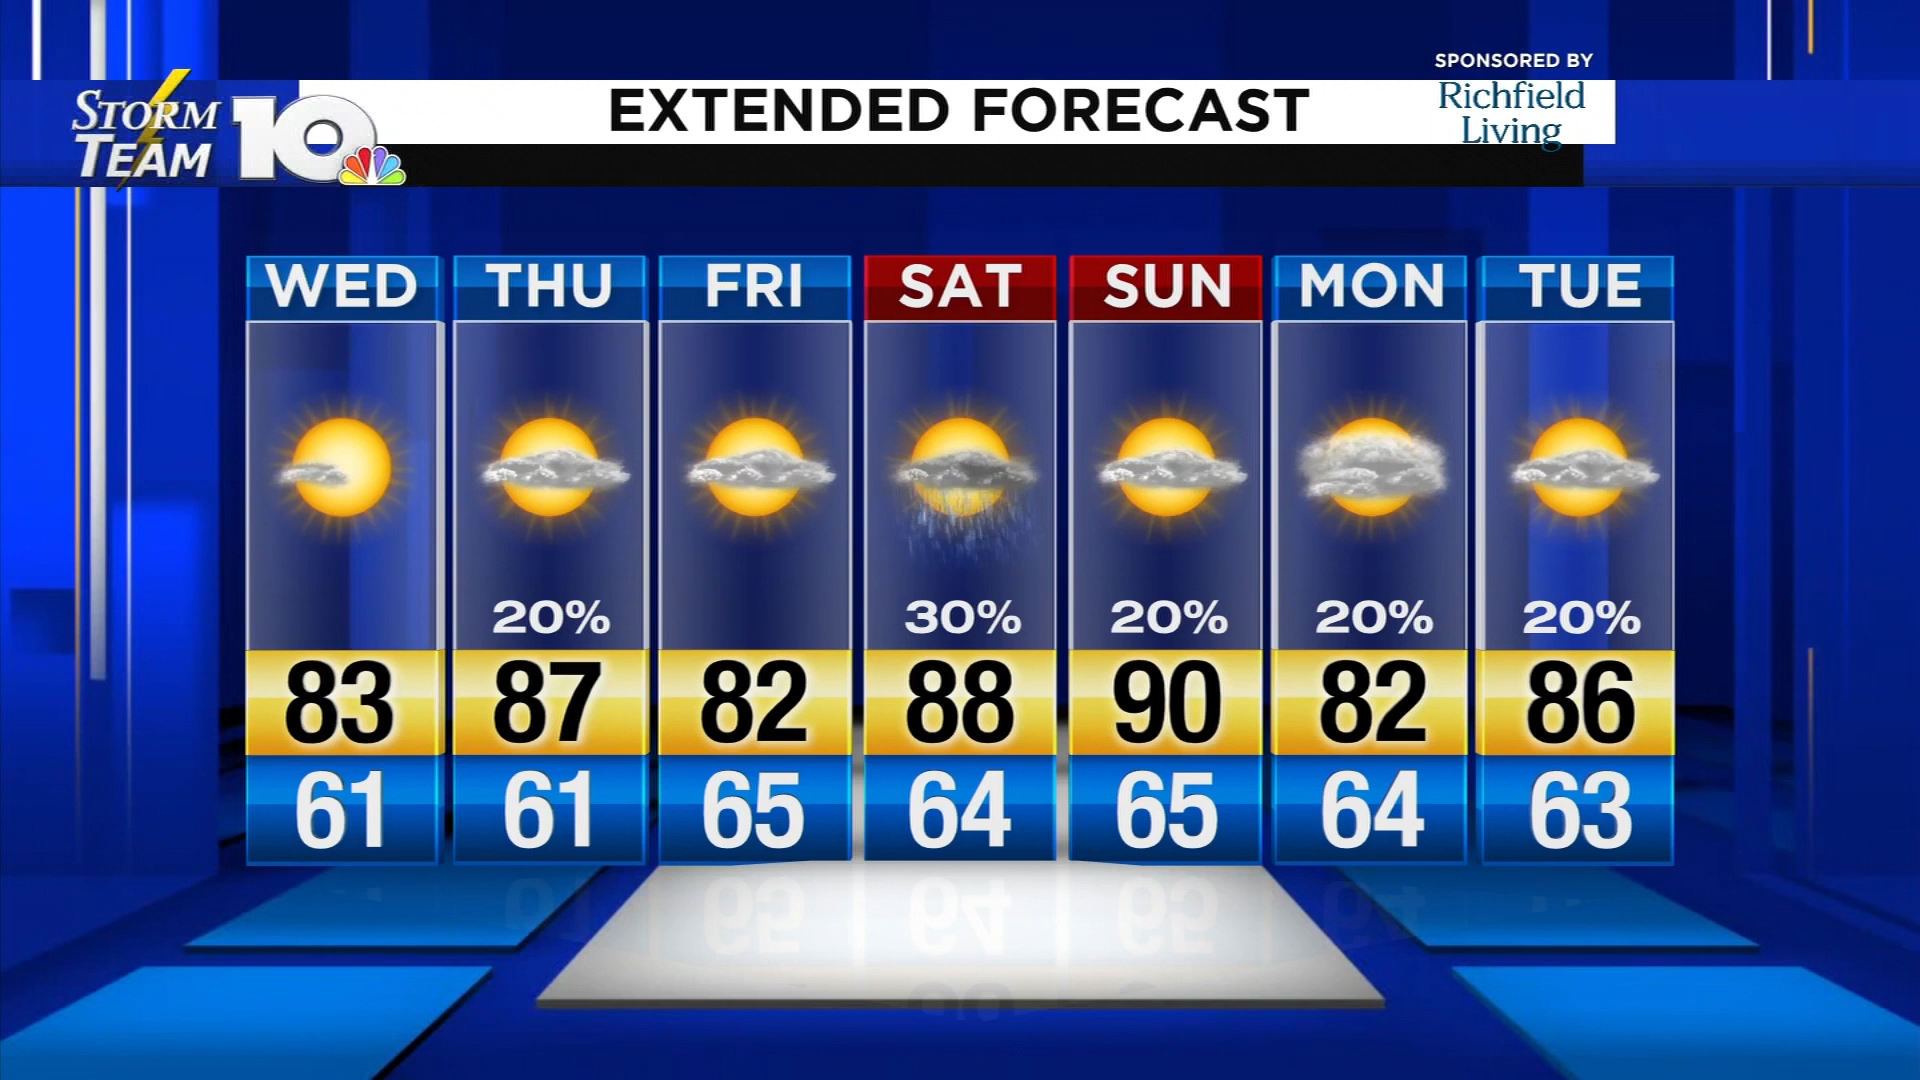 SPONSORED BY
STORM TEAM 10
EXTENDED FORECAST
Richfield
Living
WED THU FRI SAT SUN MON TUE
20% 30% 20% 20% 20%
83 87 82 88 90 82 86
61 61 65 64 65 64 63